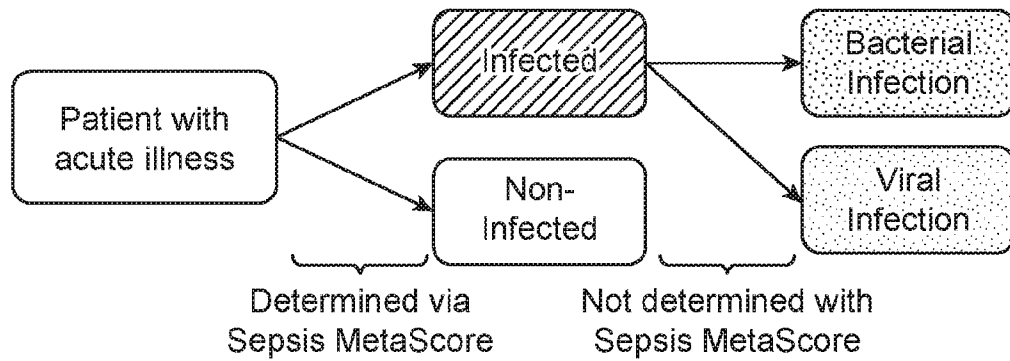 Patient with
acute illness
Infected
Non-
Infected
Bacterial
Infection
Viral
Infection
Determined via
Sepsis MetaScore
Not determined with
Sepsis MetaScore